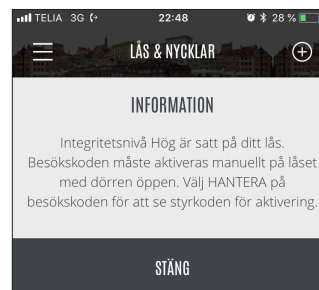 TELIA 3G 22:48 28 %
LÅS & NYCKLAR
INFORMATION
Integritetsnivå Hög är satt på ditt lås.
Besökskoden måste aktiveras manuellt på låset
med dörren öppen. Välj HANTERA på
besökskoden för att se styrkoden för aktivering.
STÄNG